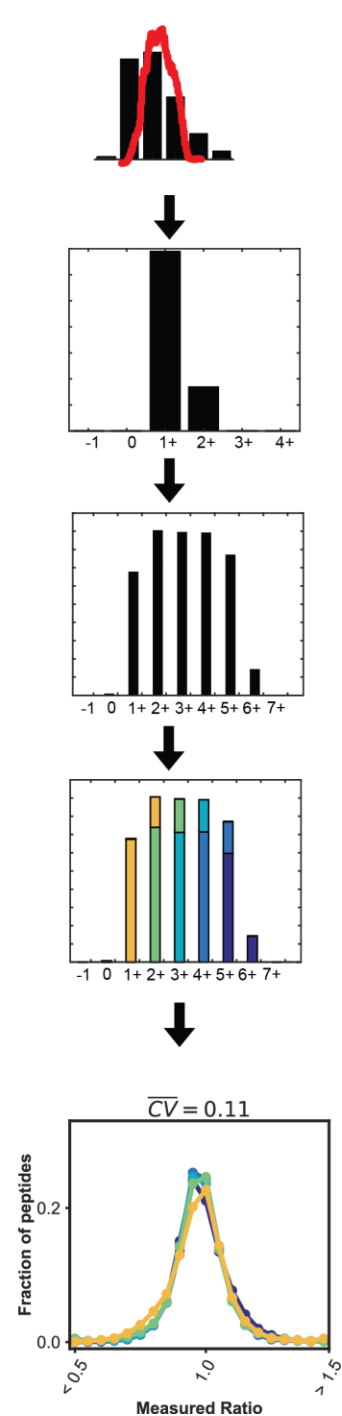 -1 0 1+ 2+ 3+ 4+
-1 0 1+ 2+ 3+ 4+ 5+ 6+ 7+
-1 0 1+ 2+ 3+ 4+ 5+ 6+ 7+
CV = 0.11
Fraction of peptides
0.2
0.0
< 0.5 1.0 > 1.5
Measured Ratio